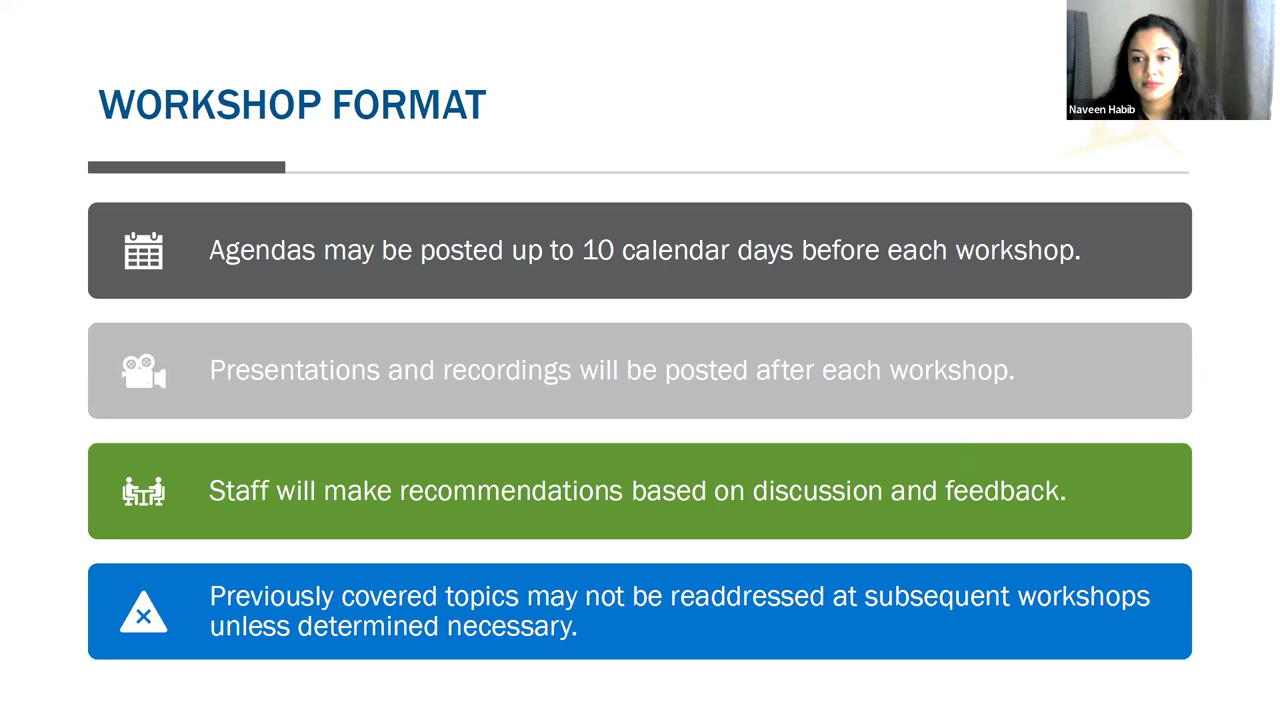 Naveen Habib
WORKSHOP FORMAT
Agendas may be posted up to 10 calendar days before each workshop.
Presentations and recordings will be posted after each workshop.
Staff will make recommendations based on discussion and feedback.
Previously covered topics may not be readdressed at subsequent workshops
unless determined necessary.